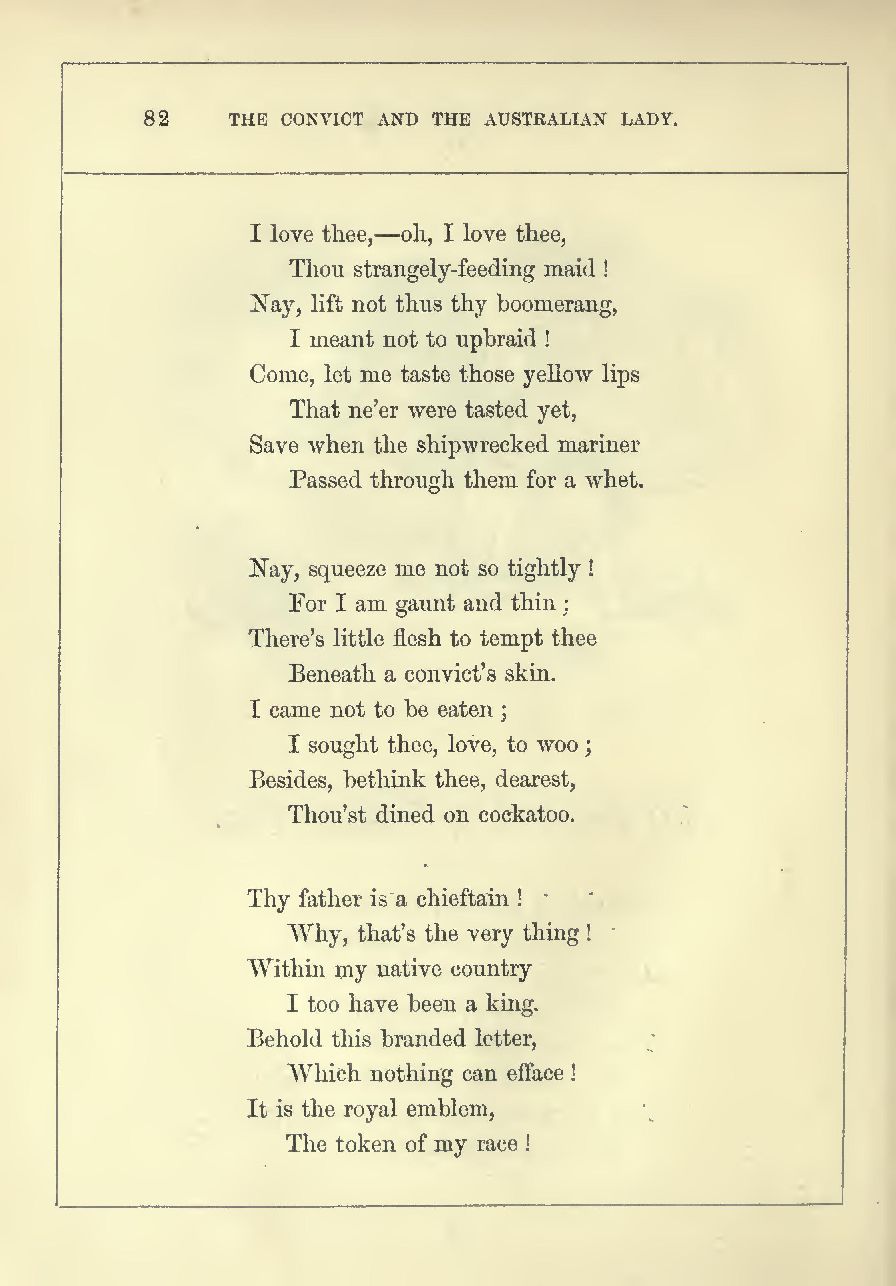 82 THE CONVICT AND THE AUSTRALIAN LADY.
I love thee,—oh, I love thee,
Thou strangely-feeding maid !
Nay, lift not thus thy boomerang,
I meant not to upbraid !
Come, let me taste those yellow lips
That ne'er were tasted yet,
Save when the shipwrecked mariner
Passed through them for a whet.
Nay, squeeze me not so tightly !
For I am gaunt and thin ;
There's little flesh to tempt thee
Beneath a convict's skin.
I came not to be eaten ;
I sought thee, love, to woo ;
Besides, bethink thee, dearest,
Thou'st dined on cockatoo.
Thy father is a chieftain !
Why, that's the very thing !
Within my native country
I too have been a king.
Behold this branded letter,
Which nothing can efface !
It is the royal emblem,
The token of my race !